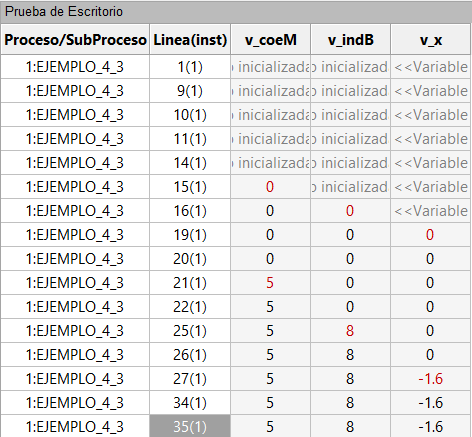 Prueba de Escritorio
Proceso/SubProceso Linea(inst) v_coeM v_indB v_x
1:EJEMPLO_4_3 1(1) o inicializada o inicializad <<Variable
1:EJEMPLO_4_3 9(1) o inicializada o inicializad <<Variable
1:EJEMPLO_4_3 10(1) o inicializada o inicializad <<Variable
1:EJEMPLO_4_3 11(1) o inicializada o inicializad <<Variable
1:EJEMPLO_4_3 14(1) o inicializada o inicializad <<Variable
1:EJEMPLO_4_3 15(1) 0 o inicializad <<Variable
1:EJEMPLO_4_3 16(1) 0 0 <<Variable
1:EJEMPLO_4_3 19(1) 0 0 0
1:EJEMPLO_4_3 20(1) 0 0 0
1:EJEMPLO_4_3 21(1) 5 0 0
1:EJEMPLO_4_3 22(1) 5 0 0
1:EJEMPLO_4_3 25(1) 5 8 0
1:EJEMPLO_4_3 26(1) 5 8 0
1:EJEMPLO_4_3 27(1) 5 8 -1.6
1:EJEMPLO_4_3 34(1) 5 8 -1.6
1:EJEMPLO_4_3 35(1) 5 8 -1.6